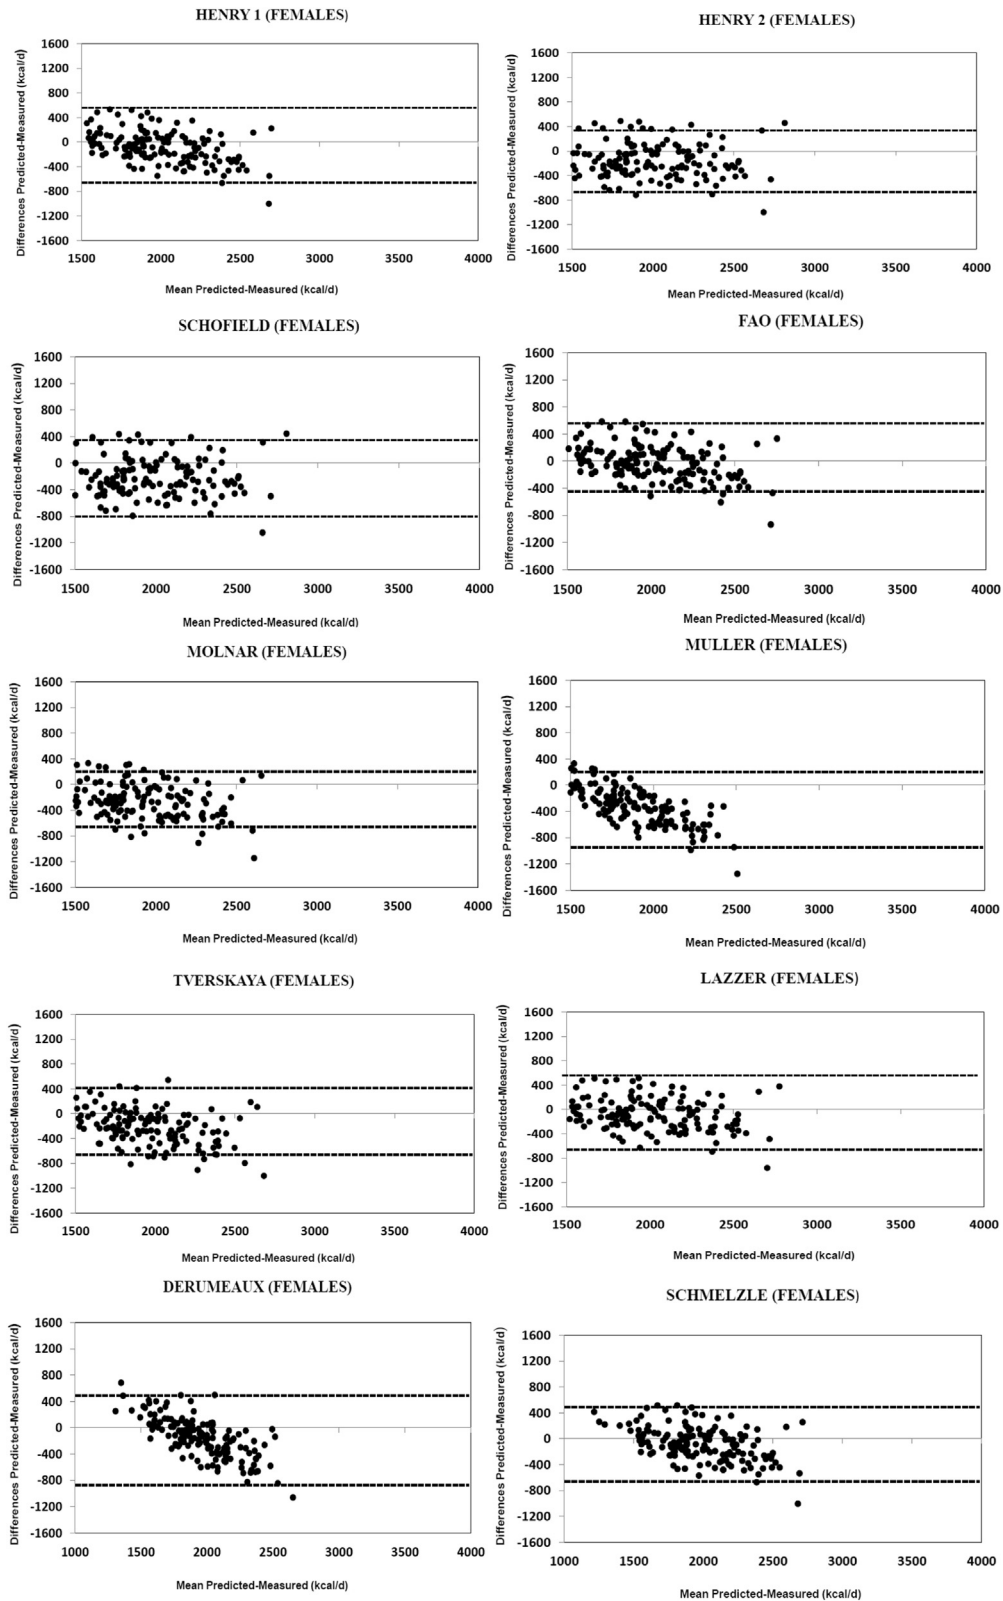 HENRY 1 (FEMALES)
Differences Predicted-Measured (kcal/d)
1600
1200
800
400
0
-400
-800
-1200
-1600
1500 2000 2500 3000 3500 4000
Mean Predicted-Measured (kcal/d)
HENRY 2 (FEMALES)
Differences Predicted-Measured (kcal/d)
1600
1200
800
400
0
-400
-800
-1200
-1600
1500 2000 2500 3000 3500 4000
Mean Predicted-Measured (kcal/d)
SCHOFIELD (FEMALES)
Differences Predicted-Measured (kcal/d)
1600
1200
800
400
0
-400
-800
-1200
-1600
1500 2000 2500 3000 3500 4000
Mean Predicted-Measured (kcal/d)
FAO (FEMALES)
Differences Predicted-Measured (kcal/d)
1600
1200
800
400
0
-400
-800
-1200
-1600
1500 2000 2500 3000 3500 4000
Mean Predicted-Measured (kcal/d)
MOLNAR (FEMALES)
Differences Predicted-Measured (kcal/d)
1600
1200
800
400
0
-400
-800
-1200
-1600
1500 2000 2500 3000 3500 4000
Mean Predicted-Measured (kcal/d)
MULLER (FEMALES)
Differences Predicted-Measured (kcal/d)
1600
1200
800
400
0
-400
-800
-1200
-1600
1500 2000 2500 3000 3500 4000
Mean Predicted-Measured (kcal/d)
TVERSKAYA (FEMALES)
Differences Predicted-Measured (kcal/d)
1600
1200
800
400
0
-400
-800
-1200
-1600
1500 2000 2500 3000 3500 4000
Mean Predicted-Measured (kcal/d)
LAZZER (FEMALES)
Differences Predicted-Measured (kcal/d)
1600
1200
800
400
0
-400
-800
-1200
-1600
1500 2000 2500 3000 3500 4000
Mean Predicted-Measured (kcal/d)
DERUMEAUX (FEMALES)
Differences Predicted-Measured (kcal/d)
1600
1200
800
400
0
-400
-800
-1200
-1600
1000 1500 2000 2500 3000 3500 4000
Mean Predicted-Measured (kcal/d)
SCHMELZLE (FEMALES)
Differences Predicted-Measured (kcal/d)
1600
1200
800
400
0
-400
-800
-1200
-1600
1000 1500 2000 2500 3000 3500 4000
Mean Predicted-Measured (kcal/d)